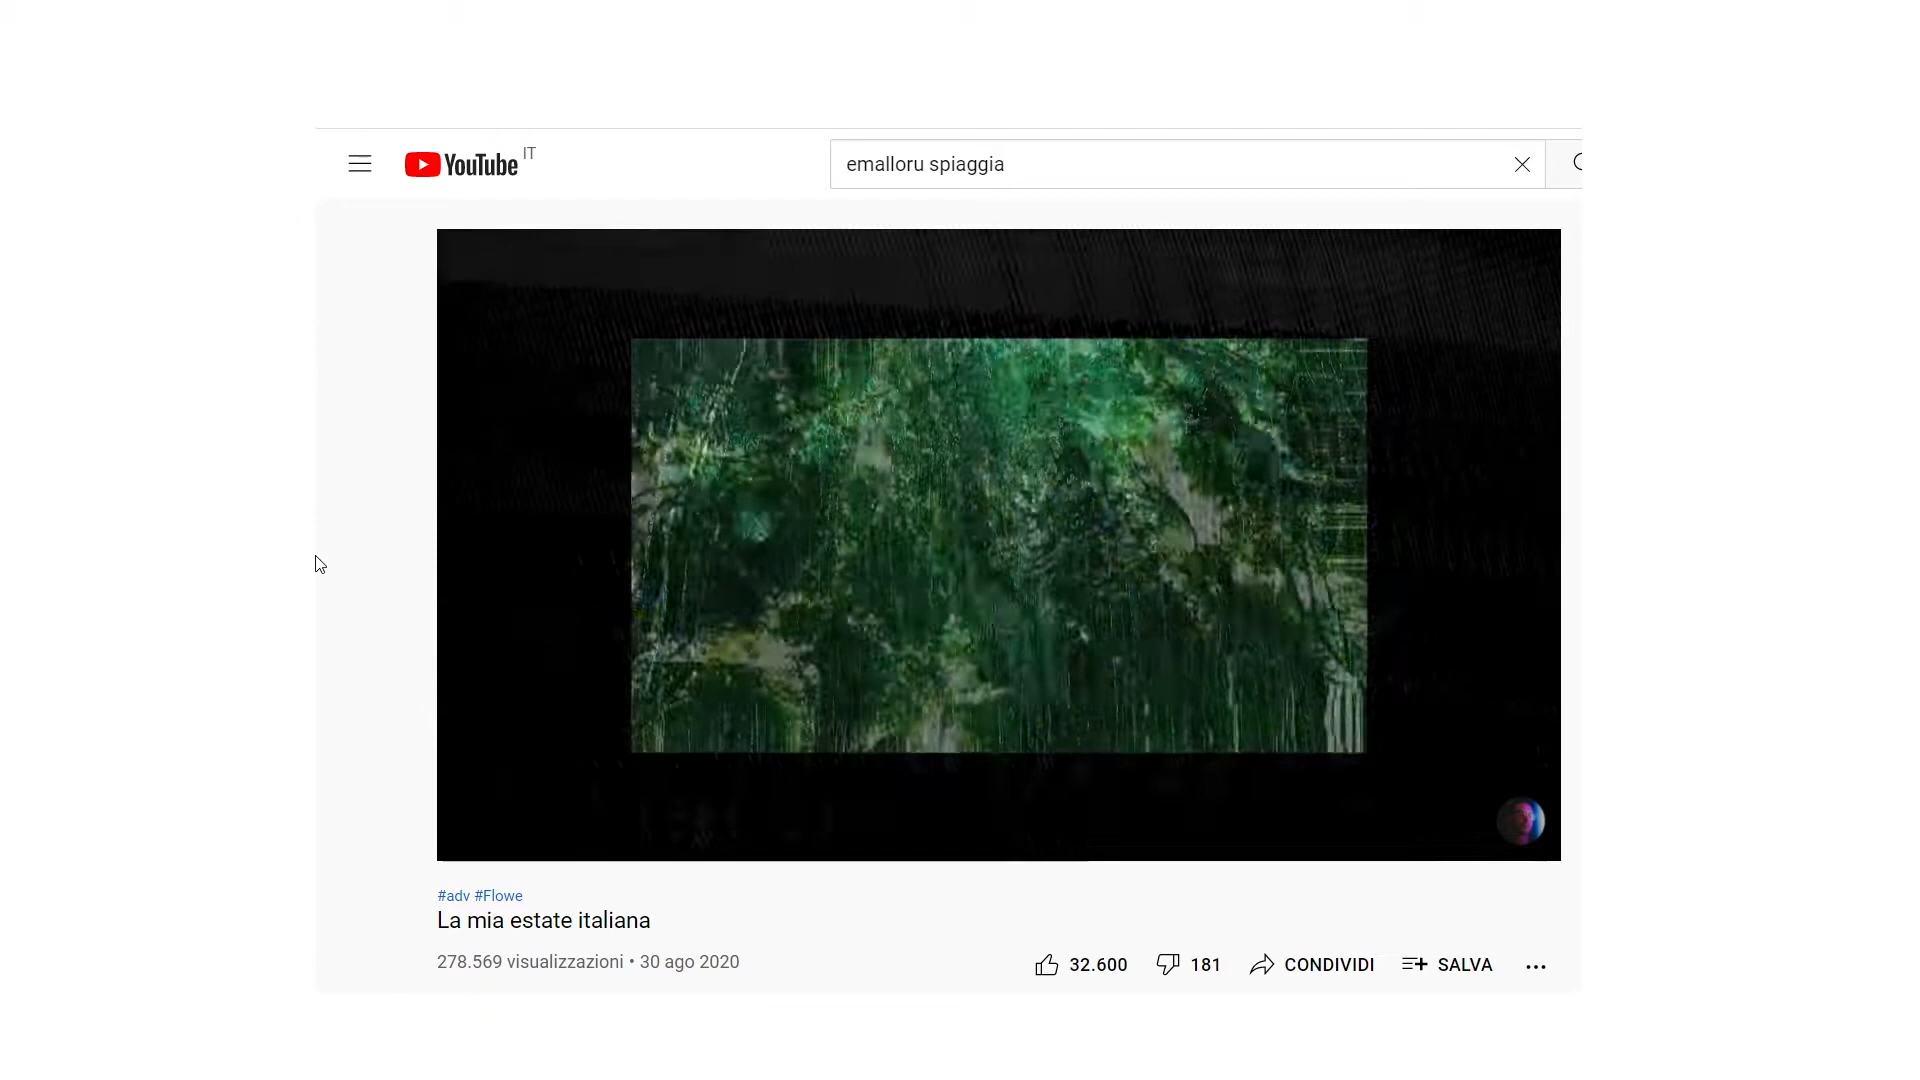 YouTube IT
emalloru spiaggia
#adv #Flowe
La mia estate italiana
278.569 visualizzazioni • 30 ago 2020
32.600 181 CONDIVIDI SALVA